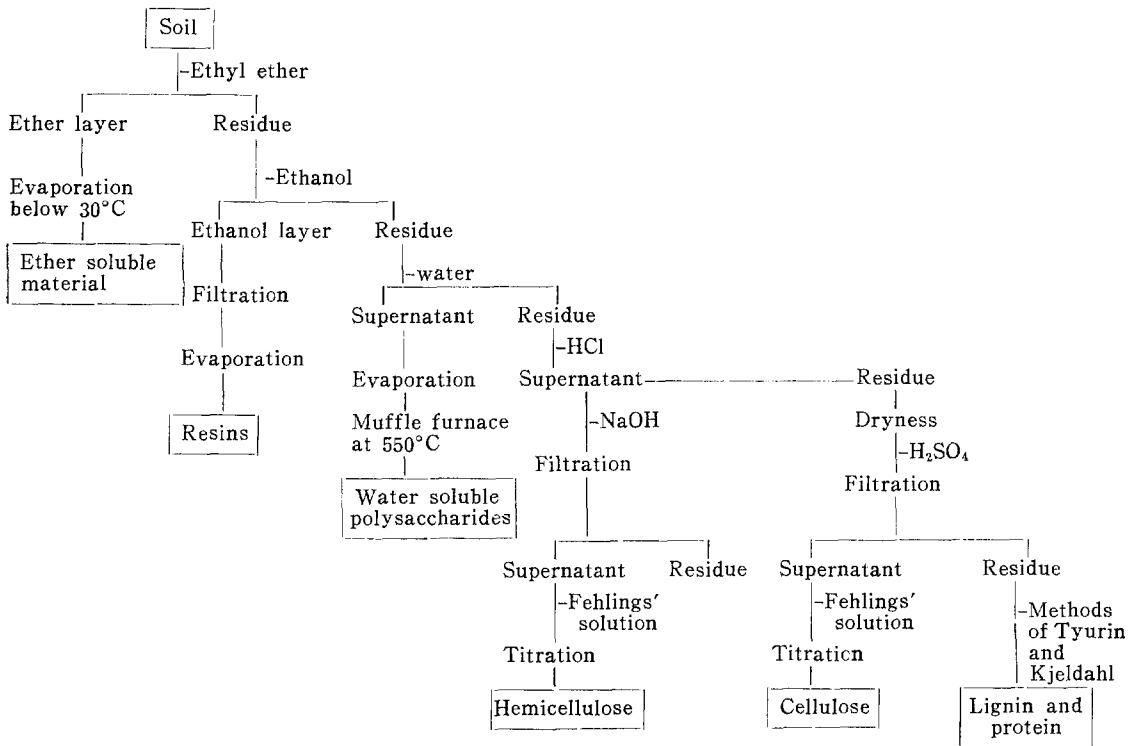 Soil
-Ethyl ether
Ether layer
Residue
Evaporation
below 30°C
-Ethanol
Ether soluble
material
Ethanol layer
Residue
Filtration
-water
Evaporation
Supernatant
Residue
-HCl
Resins
Evaporation
Supernatant
Residue
Muffle furnace
at 550°C
-NaOH
Dryness
-H₂SO₄
Filtration
Filtration
Water soluble
polysaccharides
Supernatant
Residue
Supernatant
Residue
-Fehlings′
solution
-Fehlings′
solution
-Methods
of Tyurin
and
Kjeldahl
Titration
Titration
Hemicellulose
Cellulose
Lignin and
protein